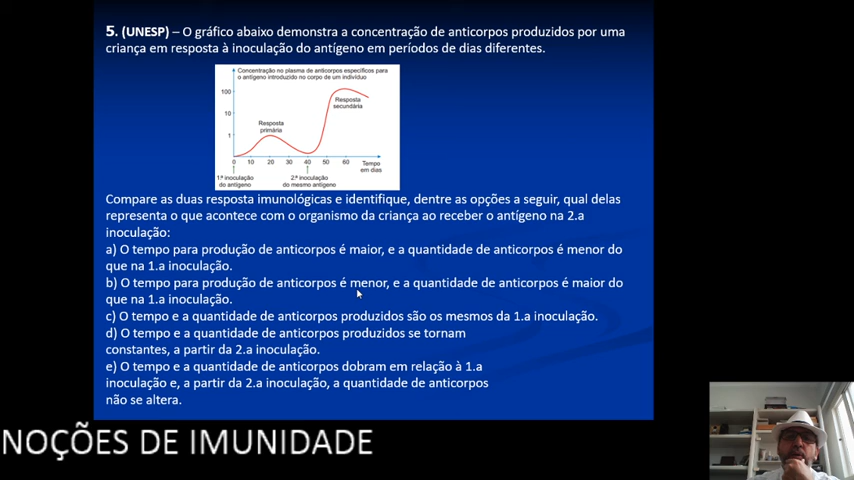 5. (UNESP) – O gráfico abaixo demonstra a concentração de anticorpos produzidos por uma
criança em resposta à inoculação do antígeno em períodos de dias diferentes.
Concentração no plasma de anticorpos específicos para
o antígeno introduzido no corpo de um indivíduo
100
Resposta
secundária
10
Resposta
primária
1
0 10 20 30 40 50 60 Tempo
em dias
1.ª inoculação
do antígeno
2.ª inoculação
do mesmo antígeno
Compare as duas resposta imunológicas e identifique, dentre as opções a seguir, qual delas
representa o que acontece com o organismo da criança ao receber o antígeno na 2.a
inoculação:
a) O tempo para produção de anticorpos é maior, e a quantidade de anticorpos é menor do
que na 1.a inoculação.
b) O tempo para produção de anticorpos é menor, e a quantidade de anticorpos é maior do
que na 1.a inoculação.
c) O tempo e a quantidade de anticorpos produzidos são os mesmos da 1.a inoculação.
d) O tempo e a quantidade de anticorpos produzidos se tornam
constantes, a partir da 2.a inoculação.
e) O tempo e a quantidade de anticorpos dobram em relação à 1.a
inoculação e, a partir da 2.a inoculação, a quantidade de anticorpos
não se altera.
NOÇÕES DE IMUNIDADE